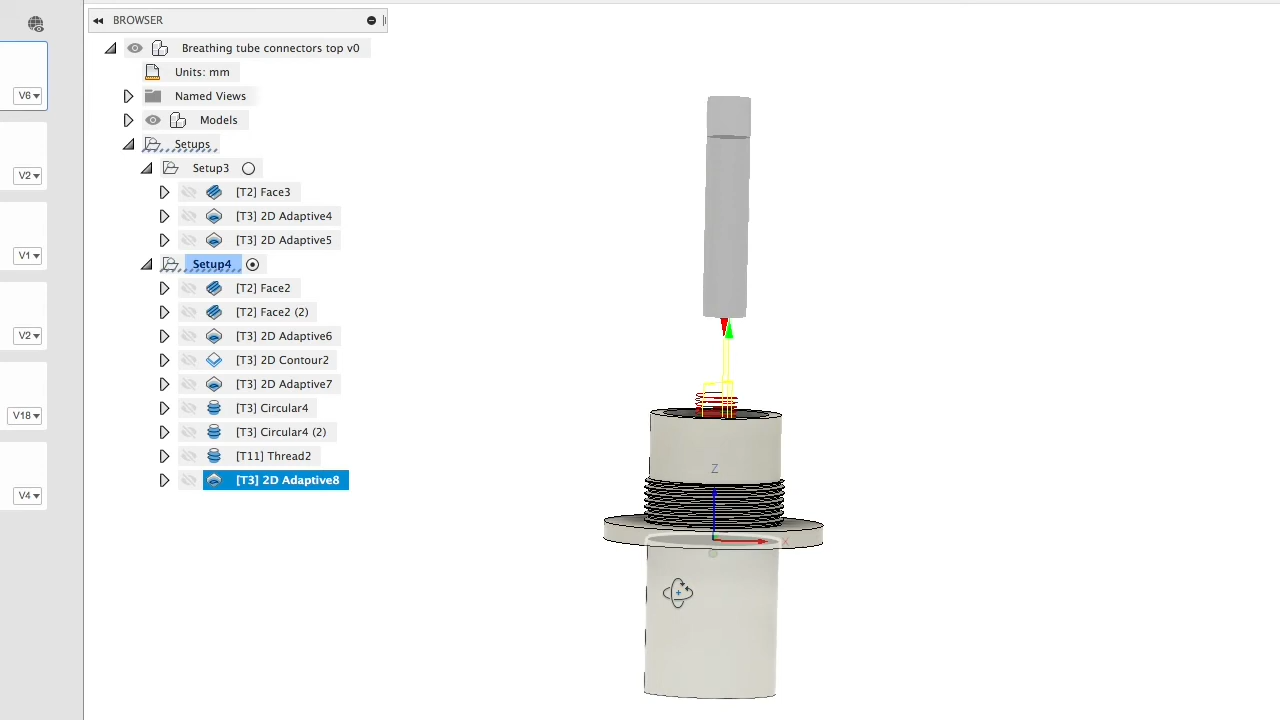 BROWSER
Breathing tube connectors top v0
Units: mm
V6
Named Views
Models
Setups
V2
Setup3
[T2] Face3
[T3] 2D Adaptive4
[T3] 2D Adaptive5
V1
Setup4
[T2] Face2
[T2] Face2 (2)
V2
[T3] 2D Adaptive6
[T3] 2D Contour2
[T3] 2D Adaptive7
[T3] Circular4
V18
[T3] Circular4 (2)
[T11] Thread2
[T3] 2D Adaptive8
V4
Z
X